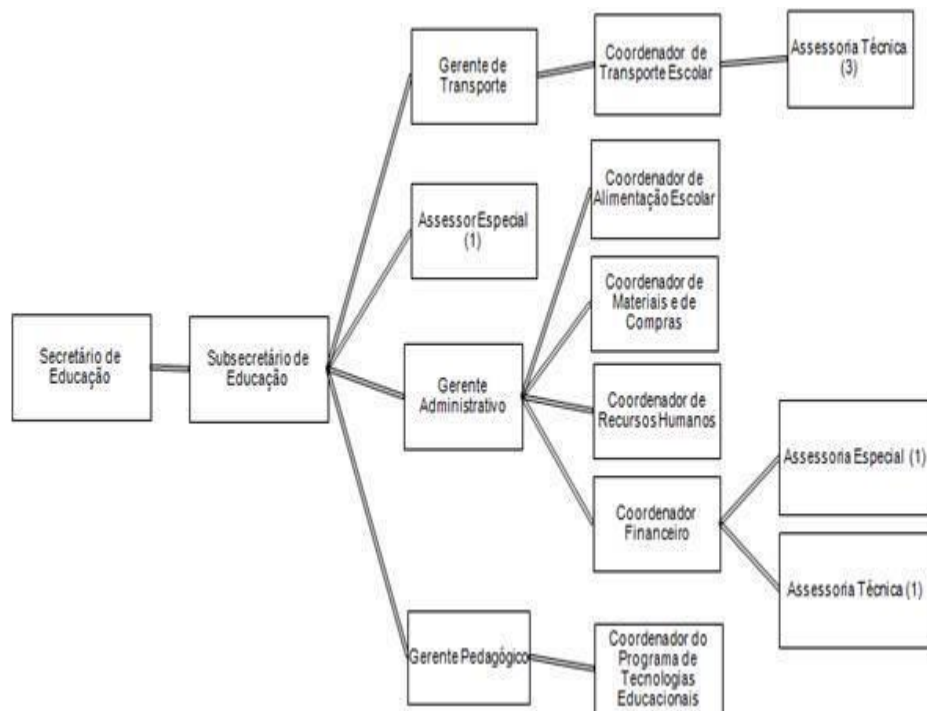 Gerente de
Transporte
Coordenador de
Transporte Escolar
Assessoria Técnica
(3)
Assessor Especial
(1)
Coordenador de
Alimentação Escolar
Coordenador de
Materiais e de
Compras
Secretário de
Educação
Subsecretário de
Educação
Gerente
Administrativo
Coordenador de
Recursos Humanos
Coordenador
Financeiro
Assessoria Especial (1)
Assessoria Técnica (1)
Gerente Pedagógico
Coordenador do
Programa de
Tecnologias
Educacionais